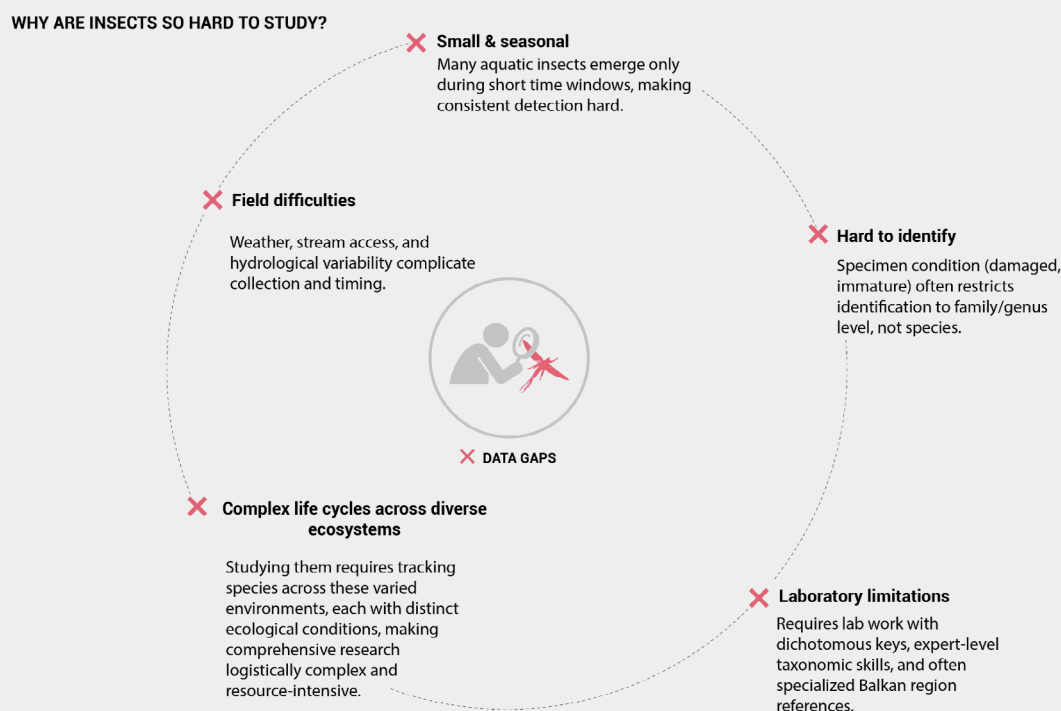 WHY ARE INSECTS SO HARD TO STUDY?
Small & seasonal
Many aquatic insects emerge only
during short time windows, making
consistent detection hard.
Field difficulties
Weather, stream access, and
hydrological variability complicate
collection and timing.
Hard to identify
Specimen condition (damaged,
immature) often restricts
identification to family/genus
level, not species.
DATA GAPS
Complex life cycles across diverse
ecosystems
Studying them requires tracking
species across these varied
environments, each with distinct
ecological conditions, making
comprehensive research
logistically complex and
resource-intensive.
Laboratory limitations
Requires lab work with
dichotomous keys, expert-level
taxonomic skills, and often
specialized Balkan region
references.